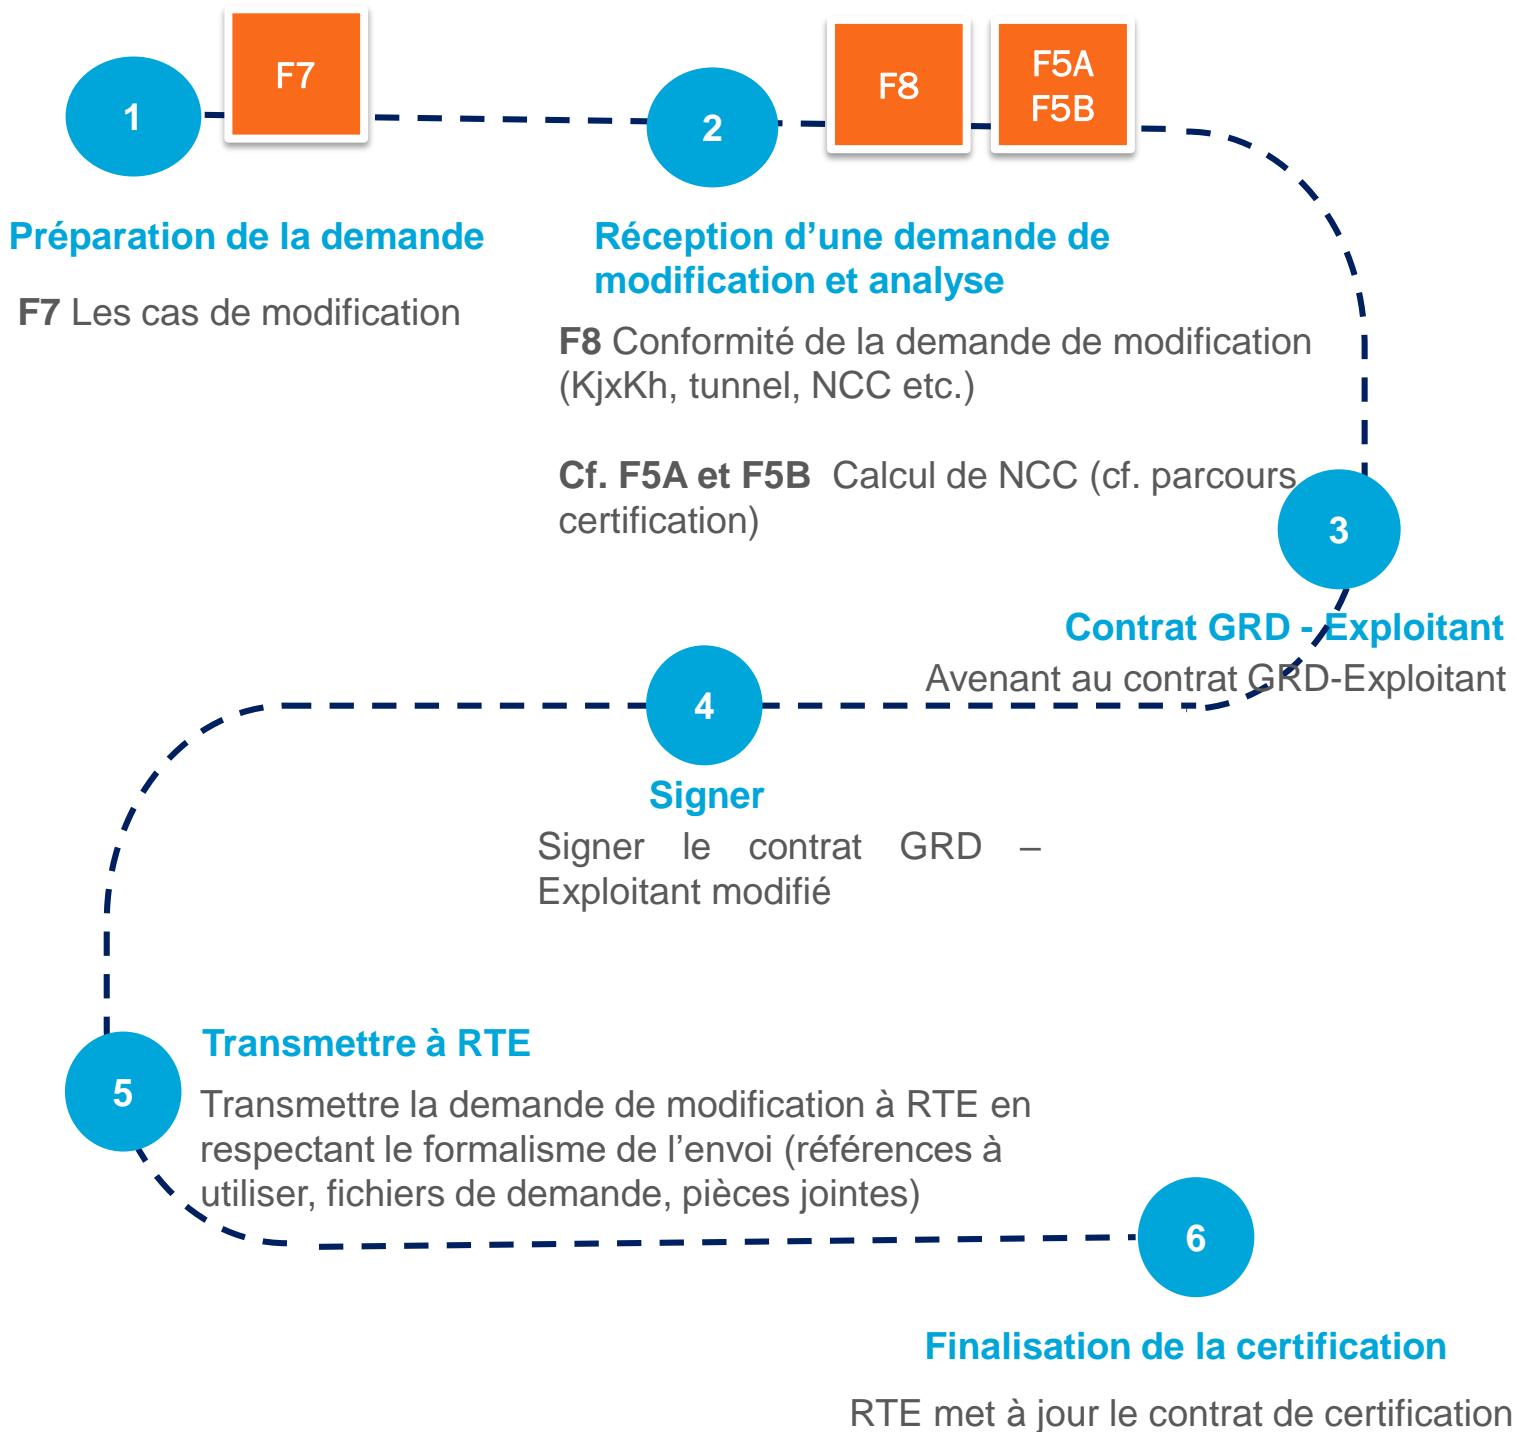 1
F7
2
F8
F5A
F5B
Préparation de la demande
F7 Les cas de modification
Réception d’une demande de
modification et analyse
F8 Conformité de la demande de modification
(KjxKh, tunnel, NCC etc.)
Cf. F5A et F5B Calcul de NCC (cf. parcours
certification)
3
Contrat GRD - Exploitant
Avenant au contrat GRD-Exploitant
4
Signer
Signer le contrat GRD –
Exploitant modifié
5
Transmettre à RTE
Transmettre la demande de modification à RTE en
respectant le formalisme de l’envoi (références à
utiliser, fichiers de demande, pièces jointes)
6
Finalisation de la certification
RTE met à jour le contrat de certification